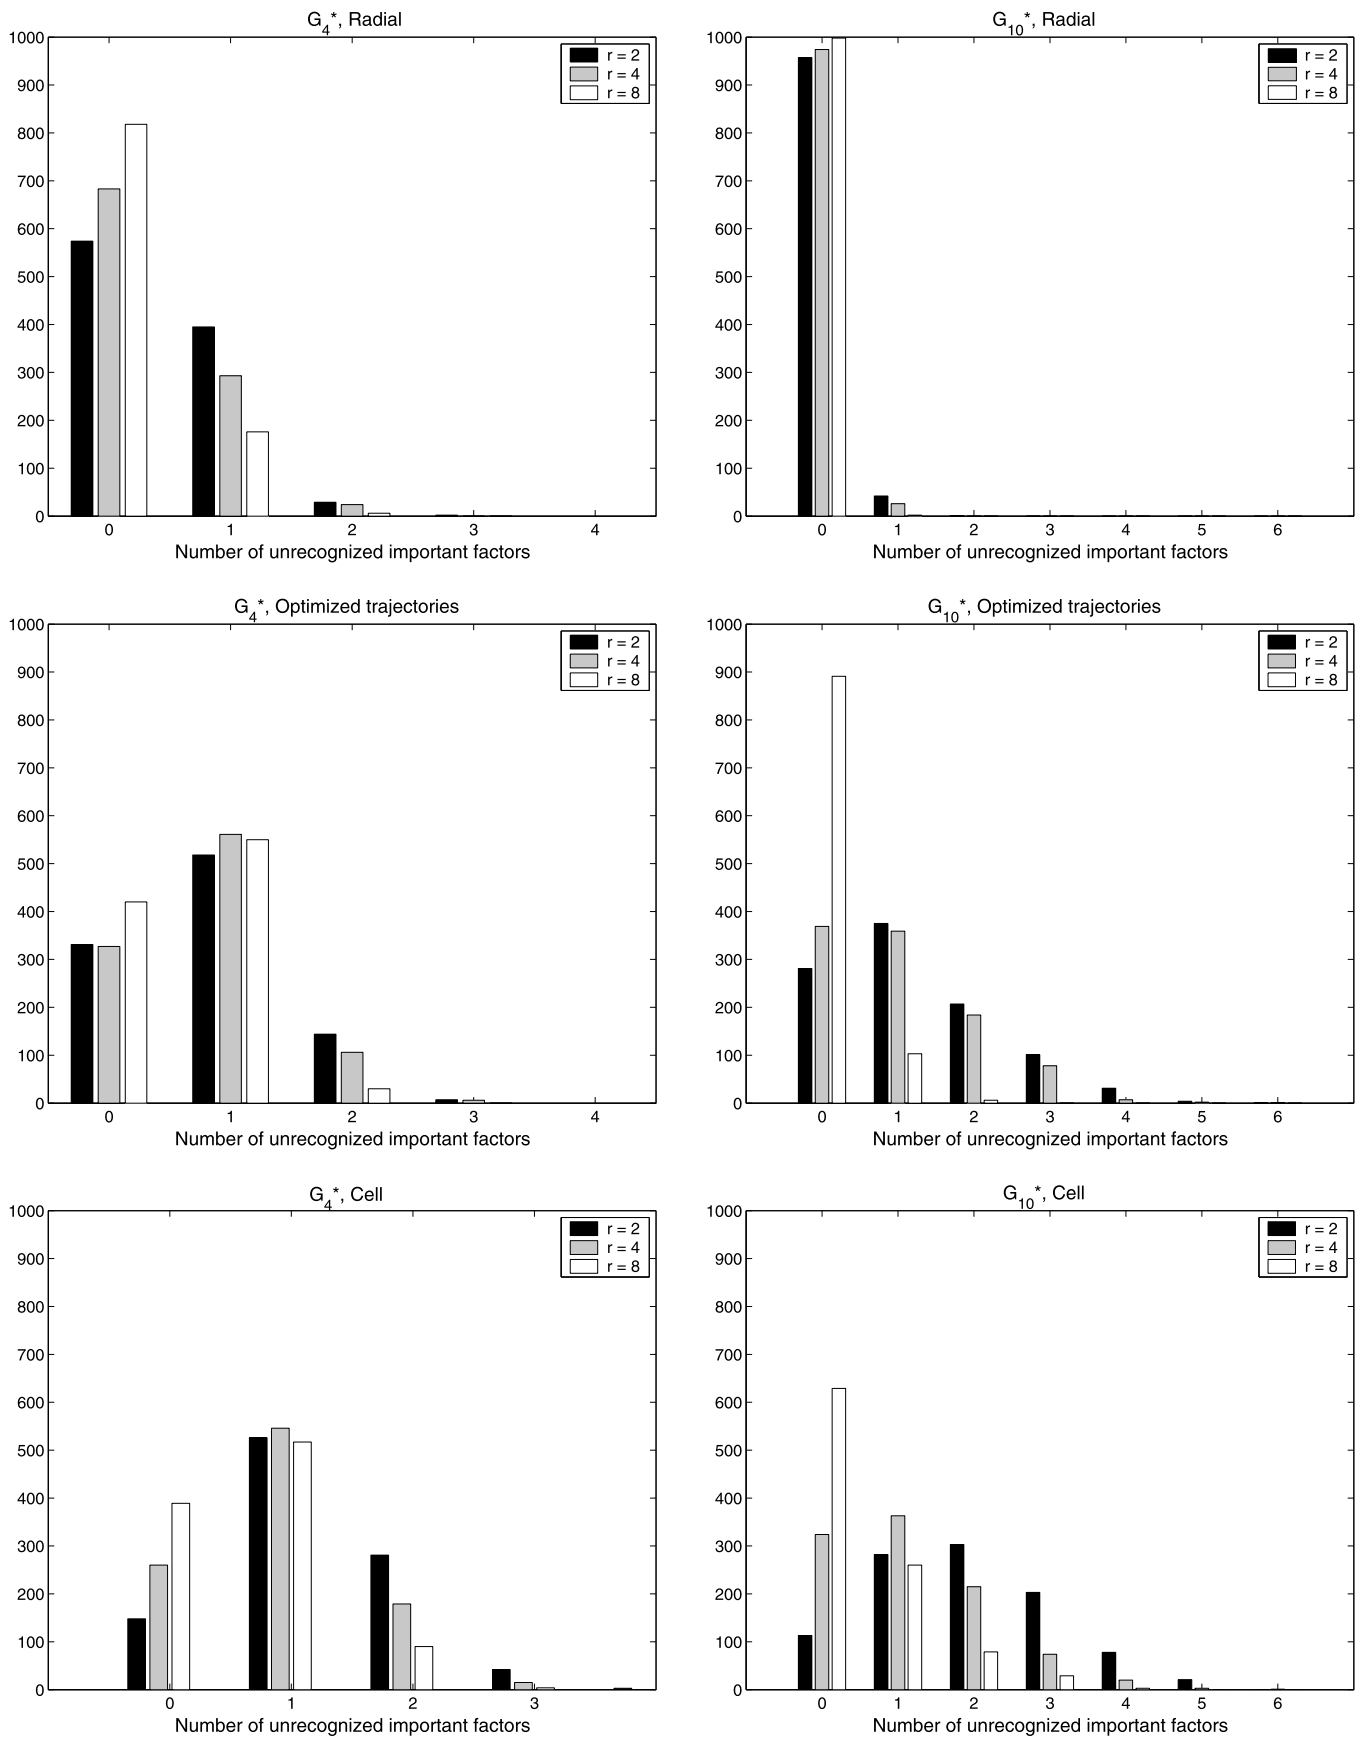 G4*, Radial
1000
900
800
700
600
500
400
300
200
100
0
r = 2
r = 4
r = 8
0 1 2 3 4
Number of unrecognized important factors
G10*, Radial
1000
900
800
700
600
500
400
300
200
100
0
r = 2
r = 4
r = 8
0 1 2 3 4 5 6
Number of unrecognized important factors
G4*, Optimized trajectories
1000
900
800
700
600
500
400
300
200
100
0
r = 2
r = 4
r = 8
0 1 2 3 4
Number of unrecognized important factors
G10*, Optimized trajectories
1000
900
800
700
600
500
400
300
200
100
0
r = 2
r = 4
r = 8
0 1 2 3 4 5 6
Number of unrecognized important factors
G4*, Cell
1000
900
800
700
600
500
400
300
200
100
0
r = 2
r = 4
r = 8
0 1 2 3
Number of unrecognized important factors
G10*, Cell
1000
900
800
700
600
500
400
300
200
100
0
r = 2
r = 4
r = 8
0 1 2 3 4 5 6
Number of unrecognized important factors